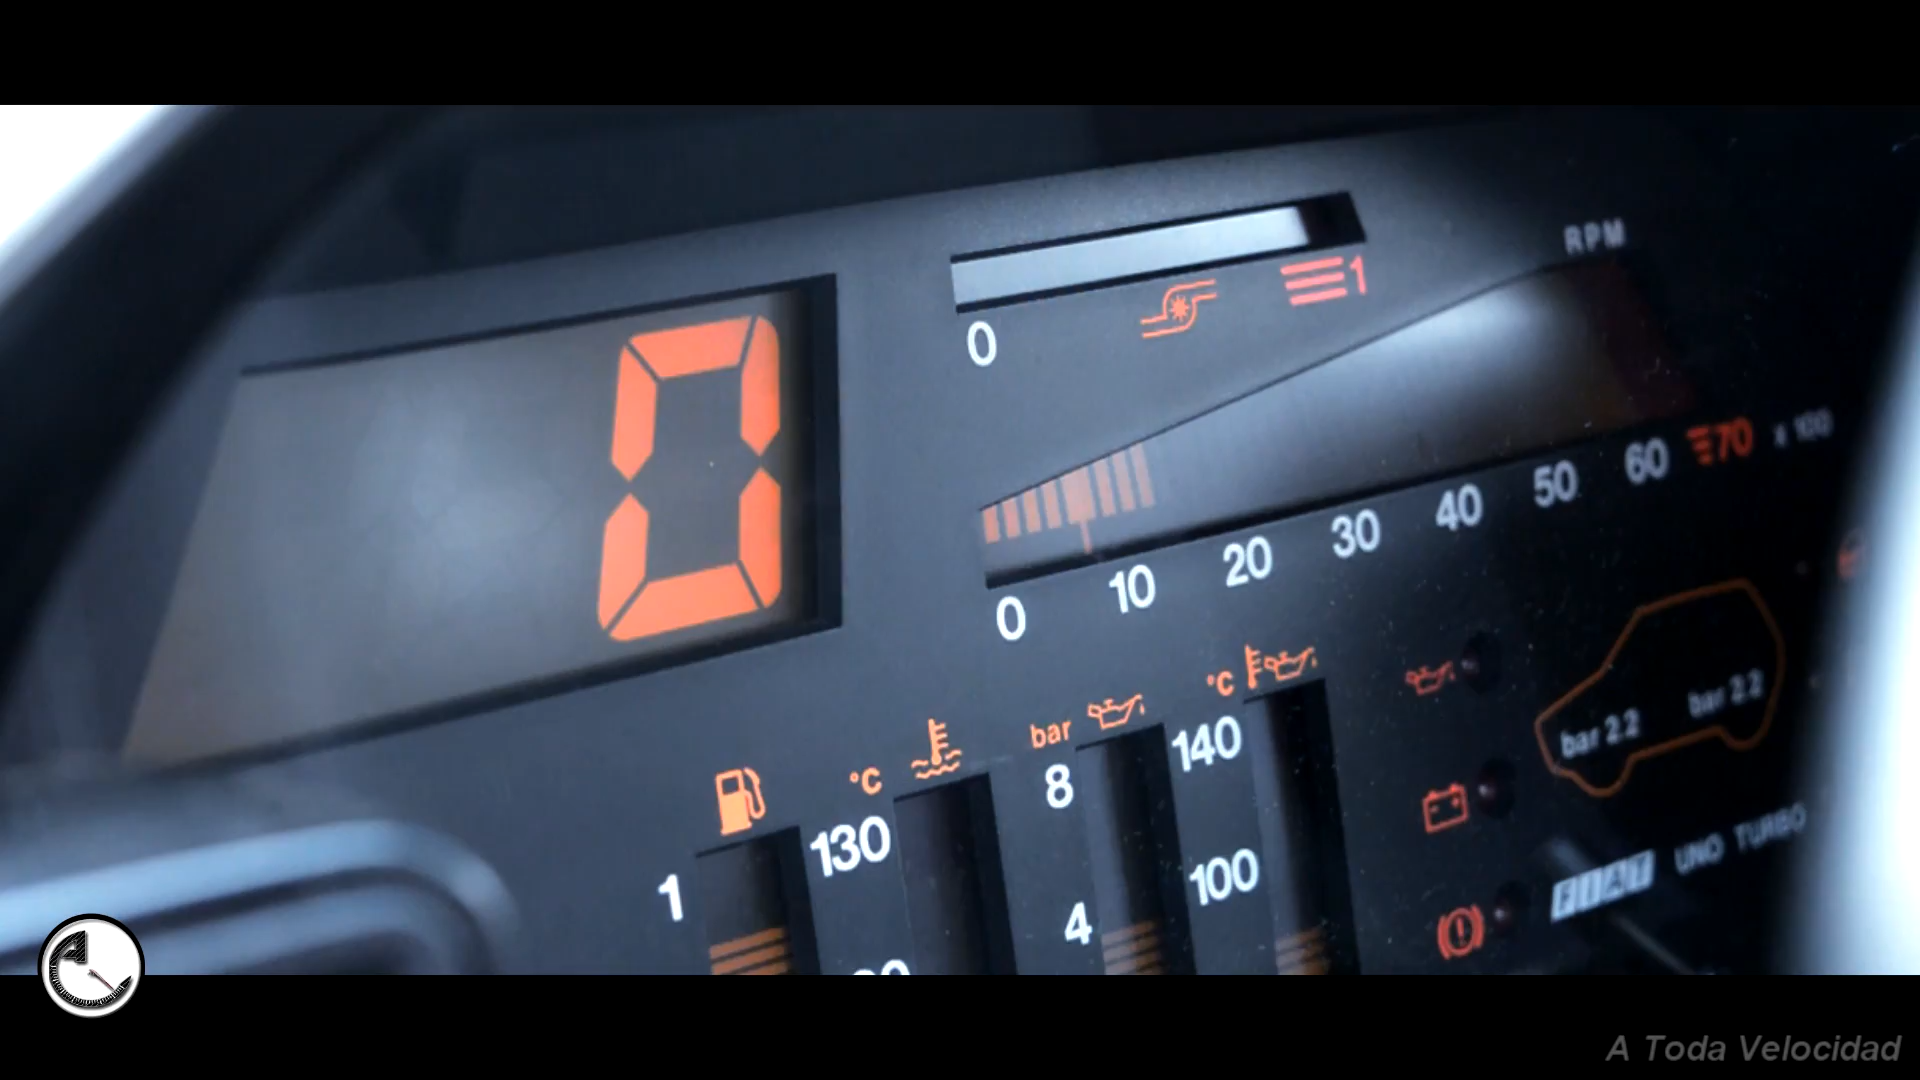 RPM
1
0
0
0 10 20 30 40 50 60 70 x 100
°C
140
bar
8
°C
130
1
100
4
bar 2.2 bar 2.2
FIAT UNO TURBO
A Toda Velocidad